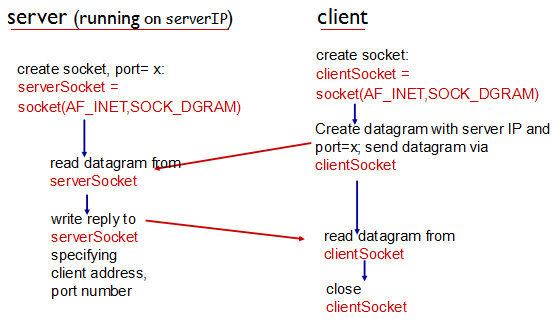 server (running on serverIP)
create socket, port= x:
serverSocket =
socket(AF_INET,SOCK_DGRAM)
read datagram from
serverSocket
write reply to
serverSocket
specifying
client address,
port number
client
create socket:
clientSocket =
socket(AF_INET,SOCK_DGRAM)
Create datagram with server IP and
port=x; send datagram via
clientSocket
read datagram from
clientSocket
close
clientSocket